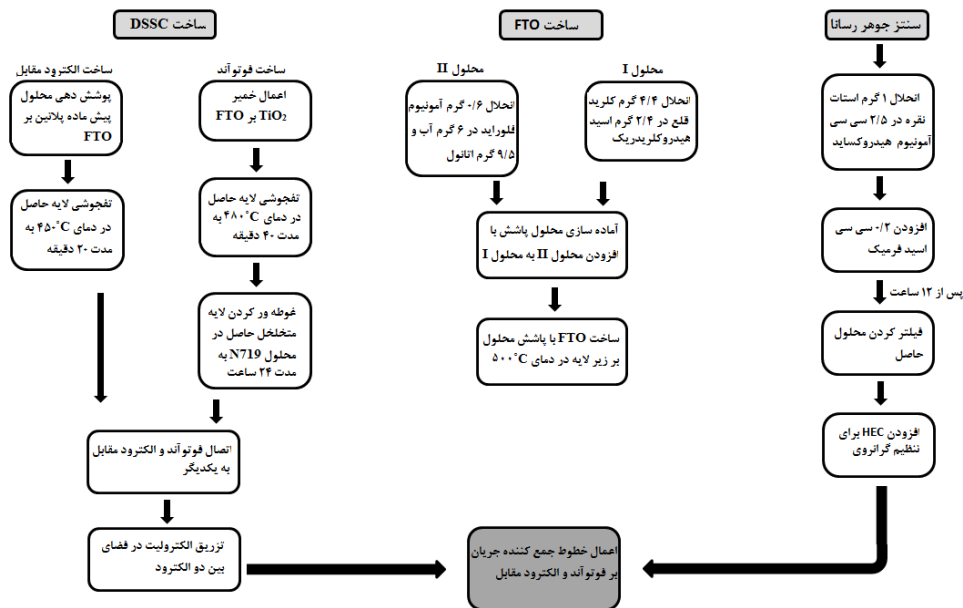 سنتز جوهر رسانا
انحلال ۱ گرم استات
نقره در ۲/۵ سی سی
آمونیوم هیدروکساید
افزودن ۰/۲ سی سی
اسید فرمیک
پس از ۱۲ ساعت
فیلتر کردن محلول
حاصل
افزودن HEC برای
تنظیم گرانروی
ساخت FTO
محلول I
انحلال ۴/۴ گرم کلرید
قلع در ۲/۴ گرم اسید
هیدروکلریدریک
محلول II
انحلال ۰/۶ گرم آمونیوم
فلوراید در ۶ گرم آب و
۹/۵ گرم اتانول
آماده سازی محلول پاشش با
افزودن محلول II به محلول I
ساخت FTO با پاشش محلول
بر زیر لایه در دمای ۵۰۰˚C
ساخت DSSC
ساخت فوتوآند
اعمال خمیر
TiO₂ بر FTO
تفجوشی لایه حاصل
در دمای ۴۸۰˚C به
مدت ۴۰ دقیقه
غوطه ور کردن لایه
متخلخل حاصل در
محلول N719 به
مدت ۲۴ ساعت
ساخت الکترود مقابل
پوشش دهی محلول
پیش ماده پلاتین بر
FTO
تفجوشی لایه حاصل
در دمای ۴۵۰˚C به
مدت ۲۰ دقیقه
اتصال فوتوآند و الکترود مقابل
به یکدیگر
تزریق الکترولیت در فضای
بین دو الکترود
اعمال خطوط جمع کننده جریان
بر فوتوآند و الکترود مقابل